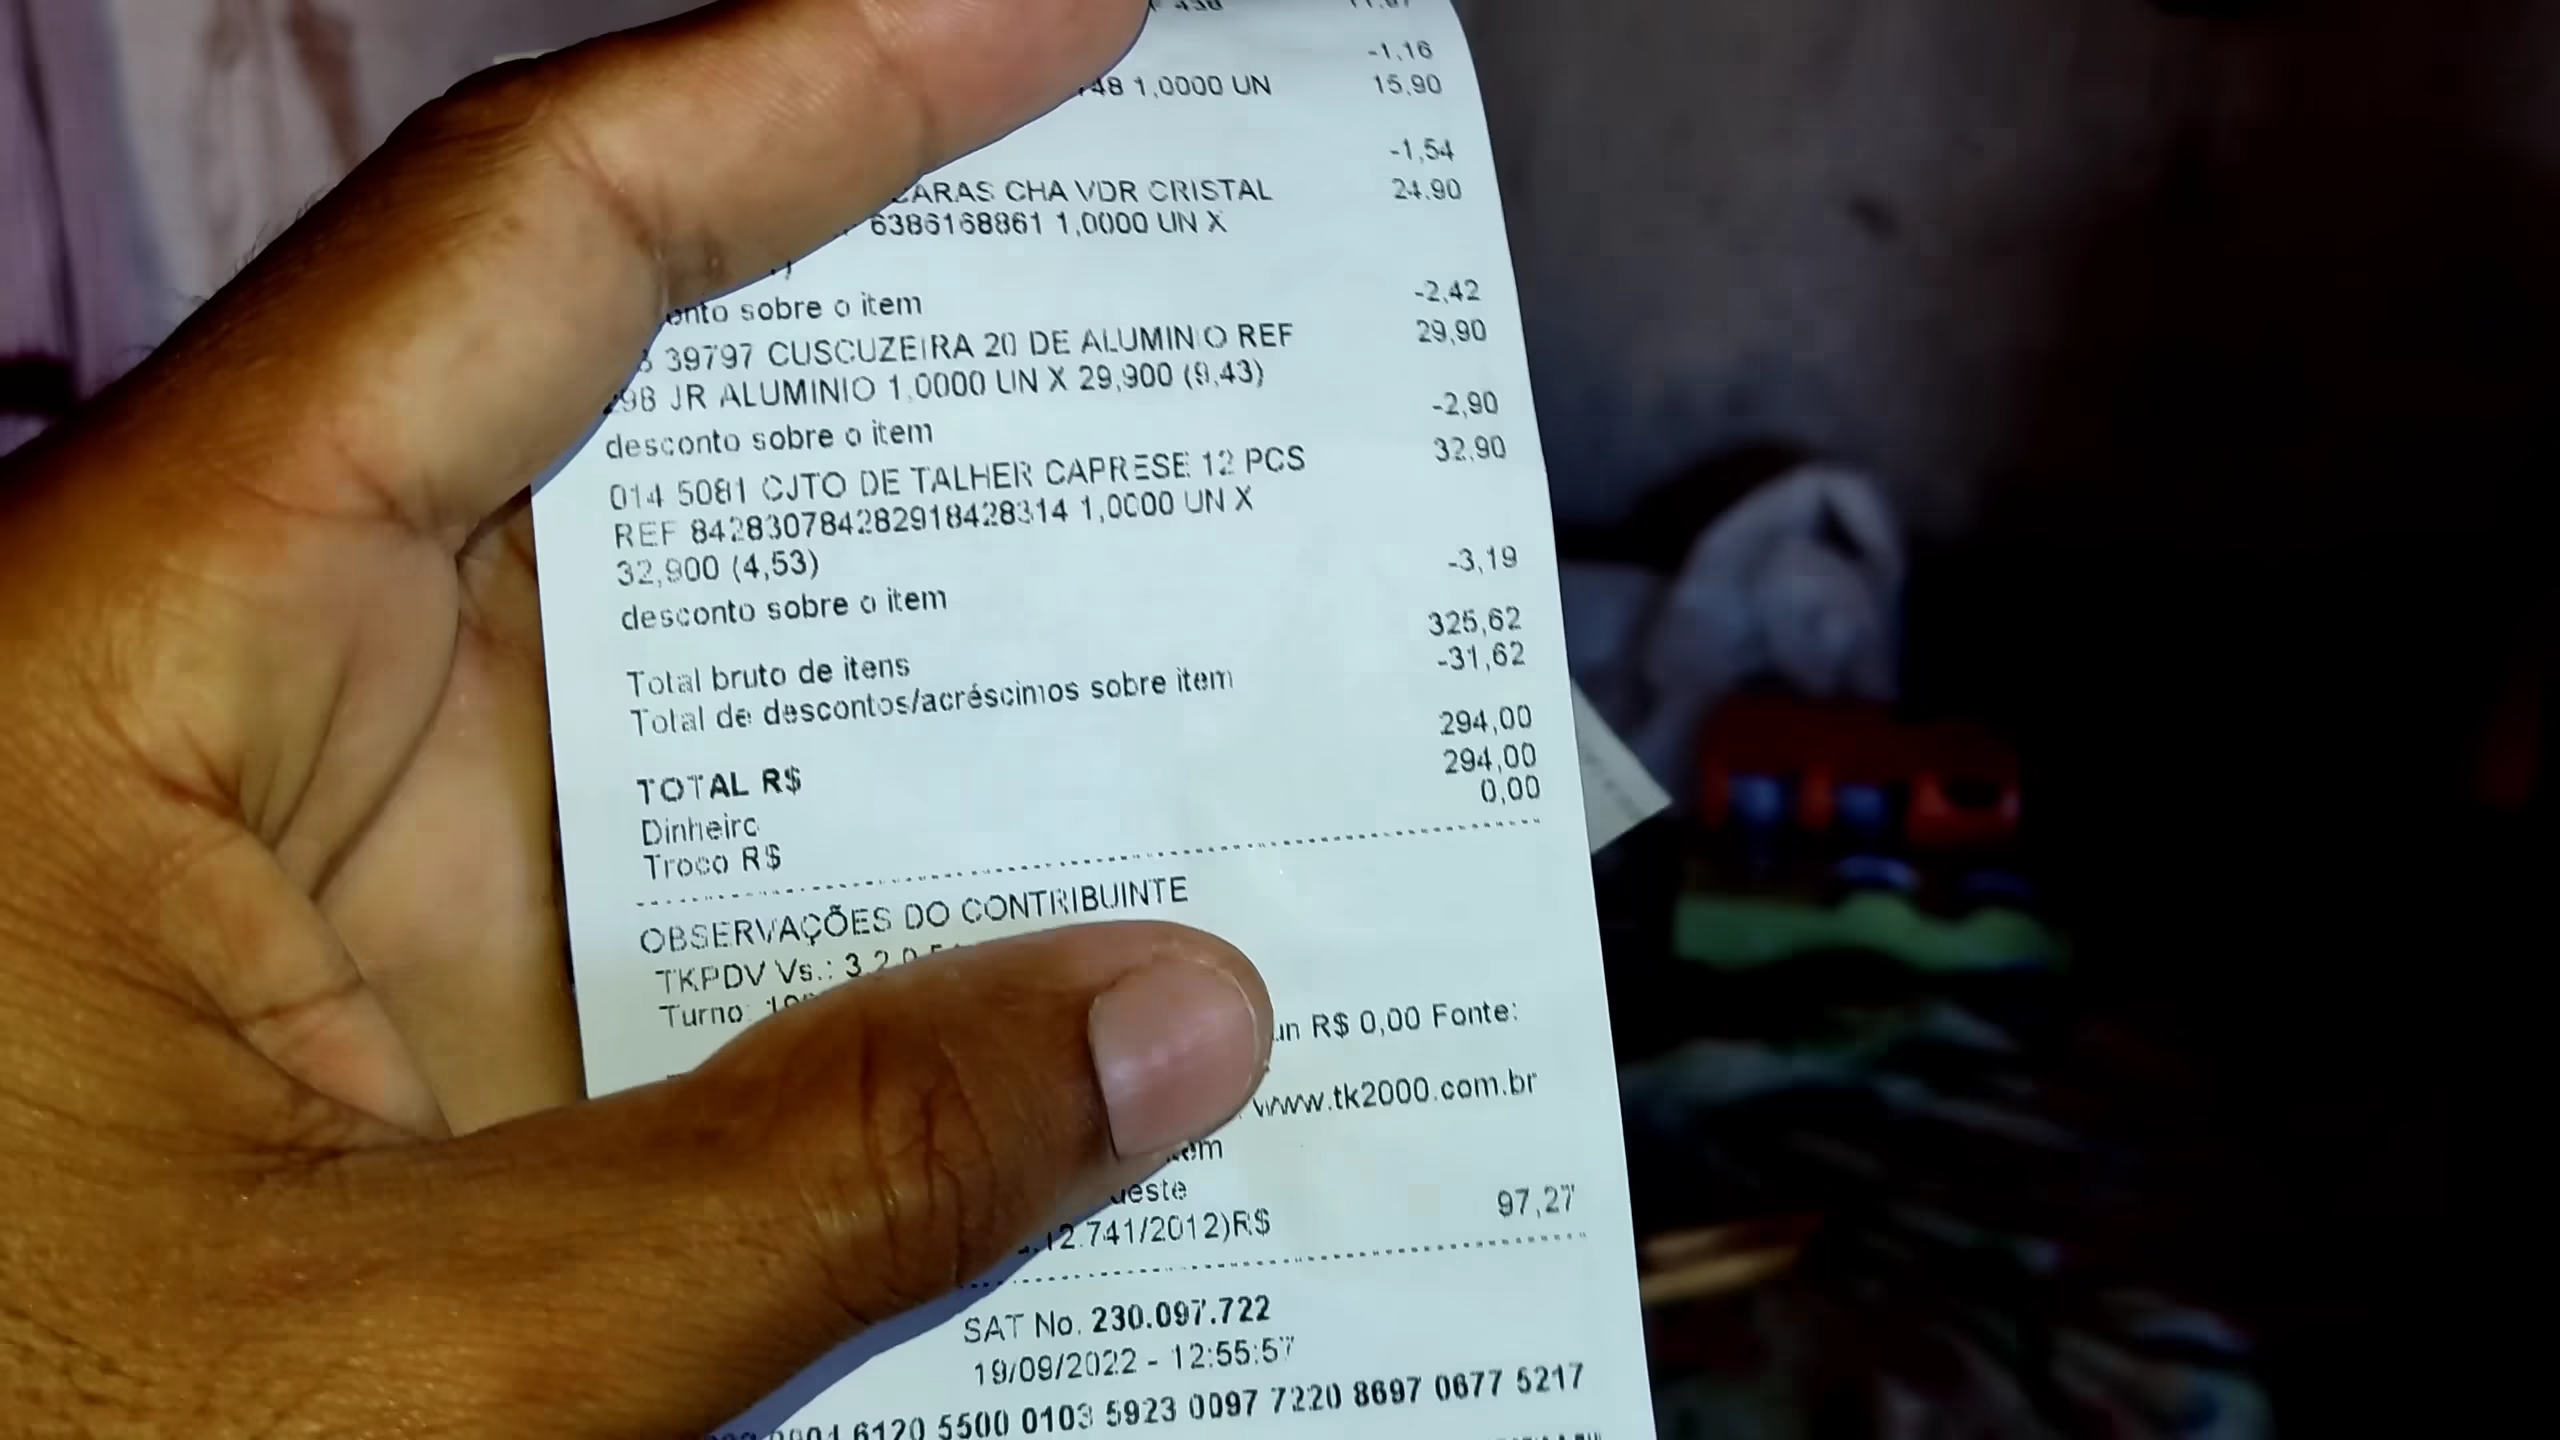 -1,16
1,0000 UN 15,90
-1,54
CHA VDR CRISTAL 24,90
6386168861 1,0000 UN X
sobre o item -2,42
39797 CUSCUZEIRA 20 DE ALUMINIO REF 29,90
JR ALUMINIO 1,0000 UN X 29,900 (9,43)
desconto sobre o item -2,90
014 5081 CJTO DE TALHER CAPRESE 12 PCS 32,90
REF 842830784282918428314 1,0000 UN X
32,900 (4,53)
desconto sobre o item -3,19
Total bruto de itens 325,62
Total de descontos/acréscimos sobre item -31,62
TOTAL R$ 294,00
Dinheiro 294,00
Troco R$ 0,00
OBSERVAÇÕES DO CONTRIBUINTE
TKPDV Vs.:
Turno:
R$ 0,00 Fonte:
www.tk2000.com.br
12.741/2012)R$ 97,27
SAT No. 230.097.722
19/09/2022 - 12:55:57
6120 5500 0103 5923 0097 7220 8697 0677 5217